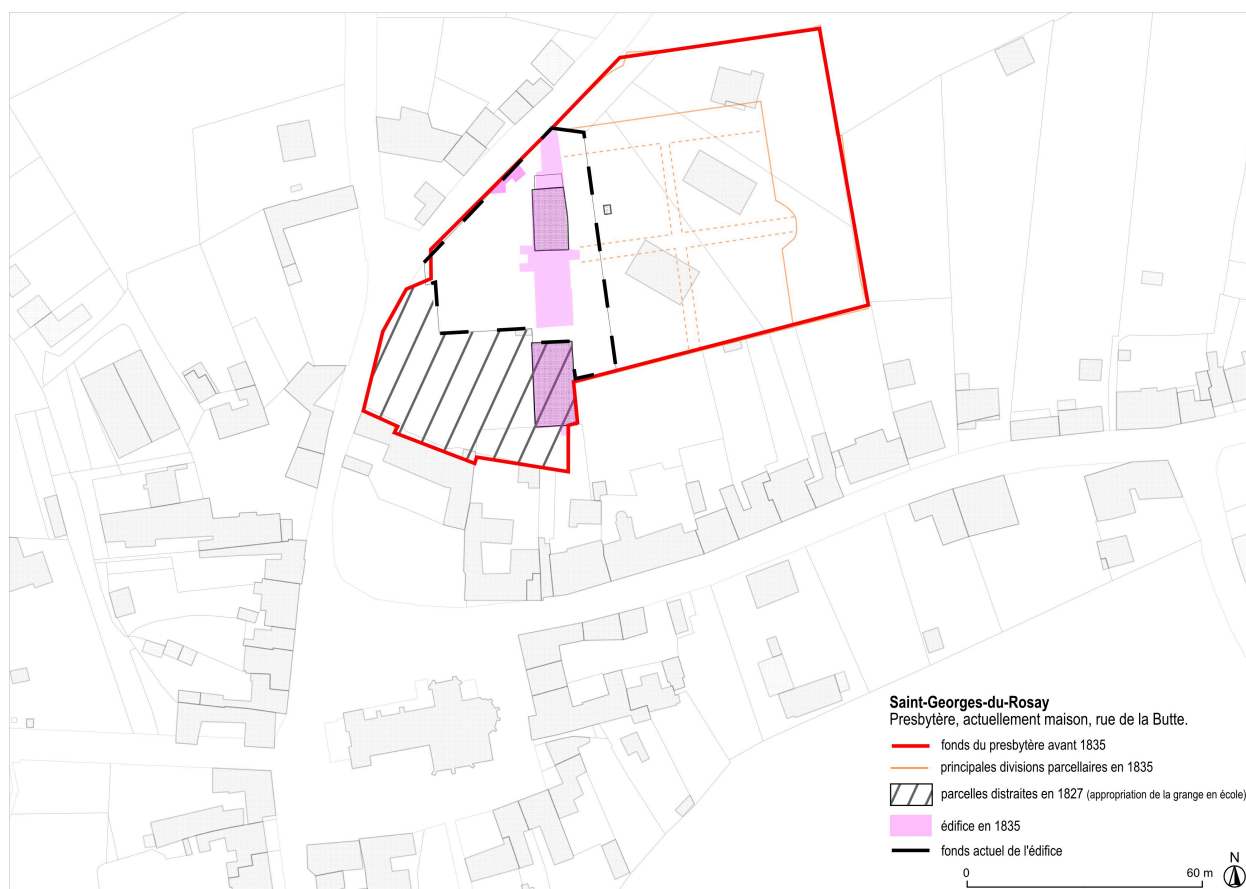 Saint-Georges-du-Rosay
Presbytère, actuellement maison, rue de la Butte.
fonds du presbytère avant 1835
principales divisions parcellaires en 1835
parcelles distraites en 1827 (appropriation de la grange en école)
édifice en 1835
fonds actuel de l'édifice
N
0 60 m